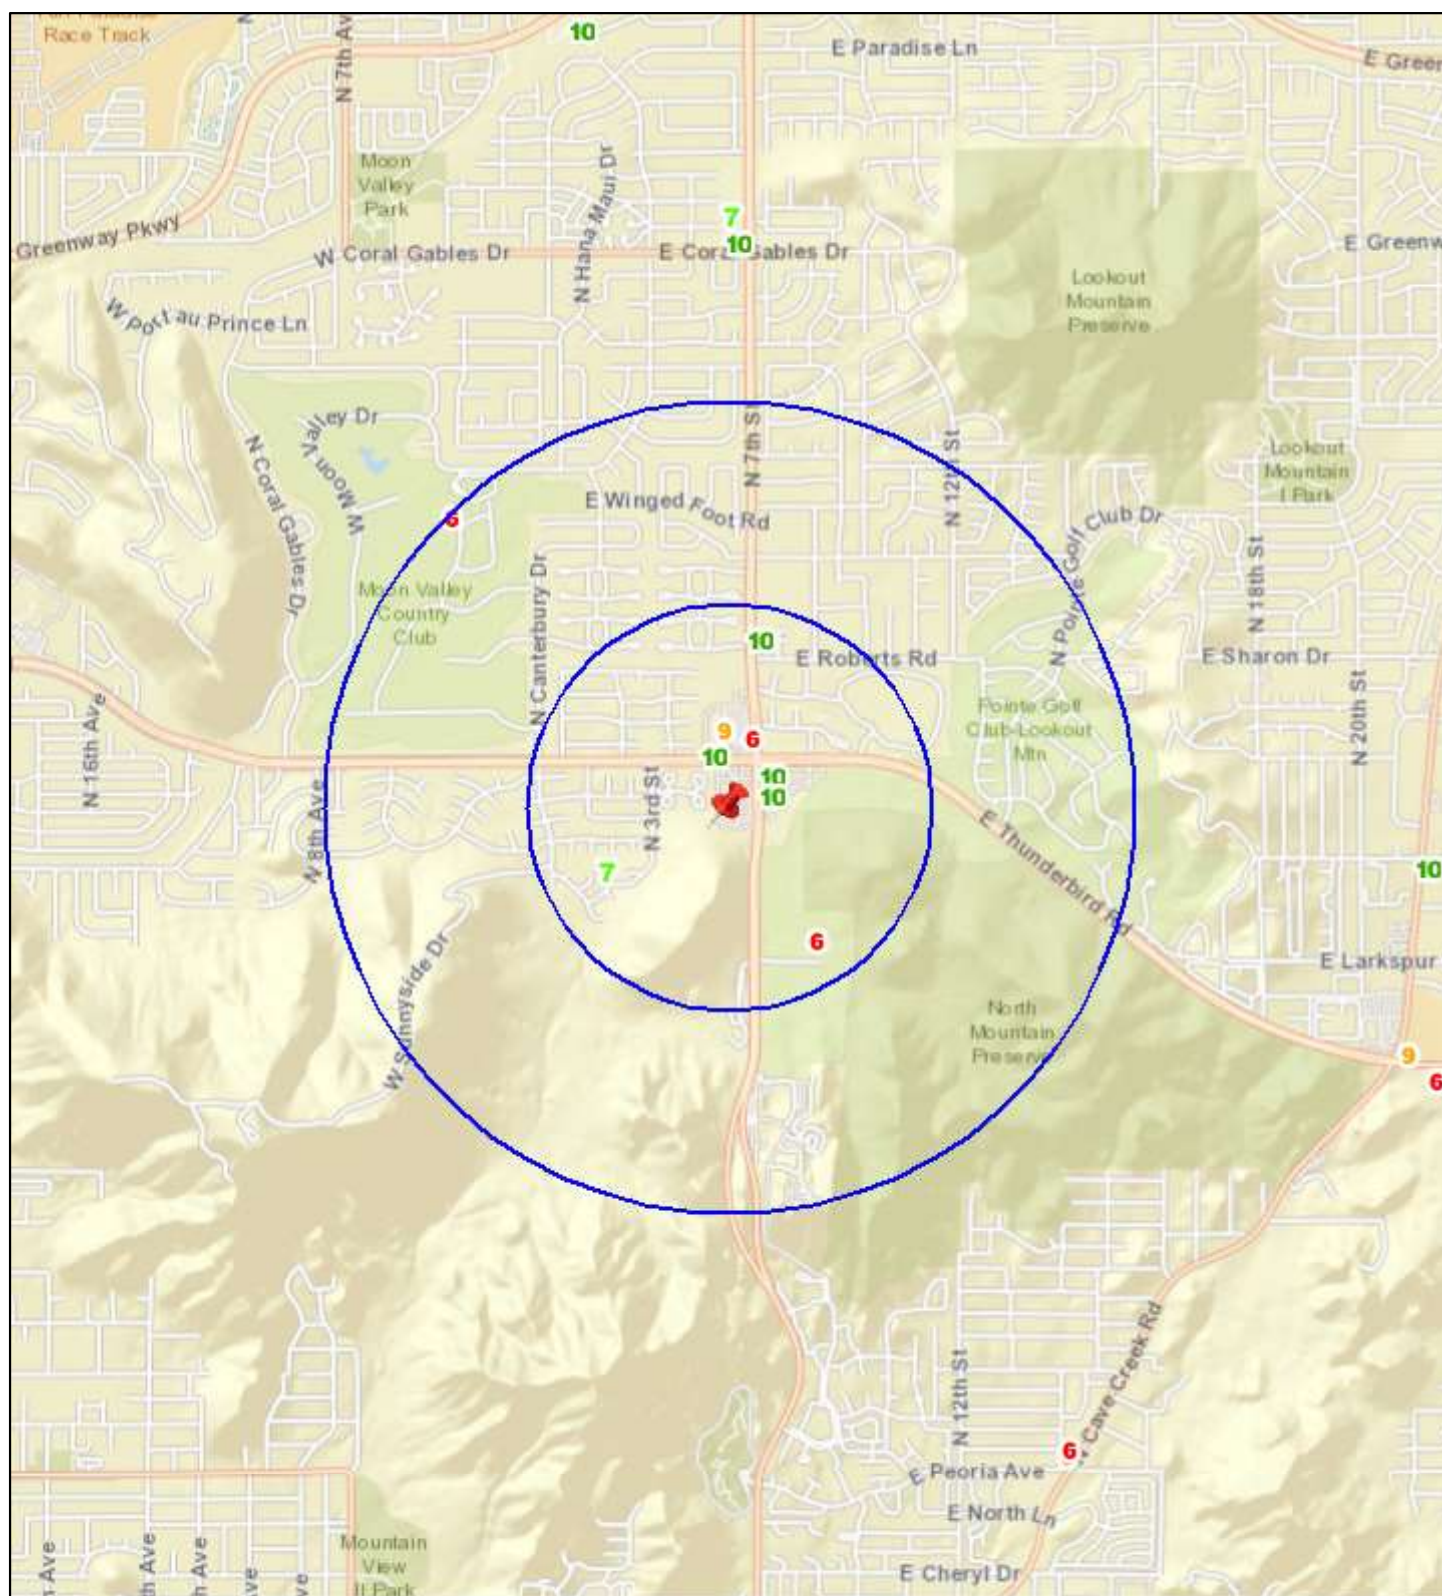 Race Track
N 7th Av
10
E Paradise Ln
E Green
Moon
Valley
Park
N Hana Maui Dr
7
Greenway Pkwy
W Coral Gables Dr
E Coral Gables Dr
10
E Greenw
Lookout
Mountain
Preserve
W Port au Prince Ln
W Moon Valley Dr
N 7th St
N 12th St
N Coral Gables Dr
Lookout
Mountain
I Park
6
E Winged Foot Rd
N Pointe Golf Club Dr
N 18th St
Moon Valley
Country
Club
N Canterbury Dr
10
E Roberts Rd
E Sharon Dr
N 16th Ave
9
6
Pointe Golf
Club-Lookout
Mtn
N 20th St
10
10
10
N 8th Ave
N 3rd St
E Thunderbird Rd
7
10
6
W Sunnyside Dr
E Larkspur
North
Mountain
Preserve
9
6
N 12th St
Cave Creek Rd
6
E Peoria Ave
E North Ln
Mountain
View
II Park
E Cheryl Dr
Ave
Ave
Ave